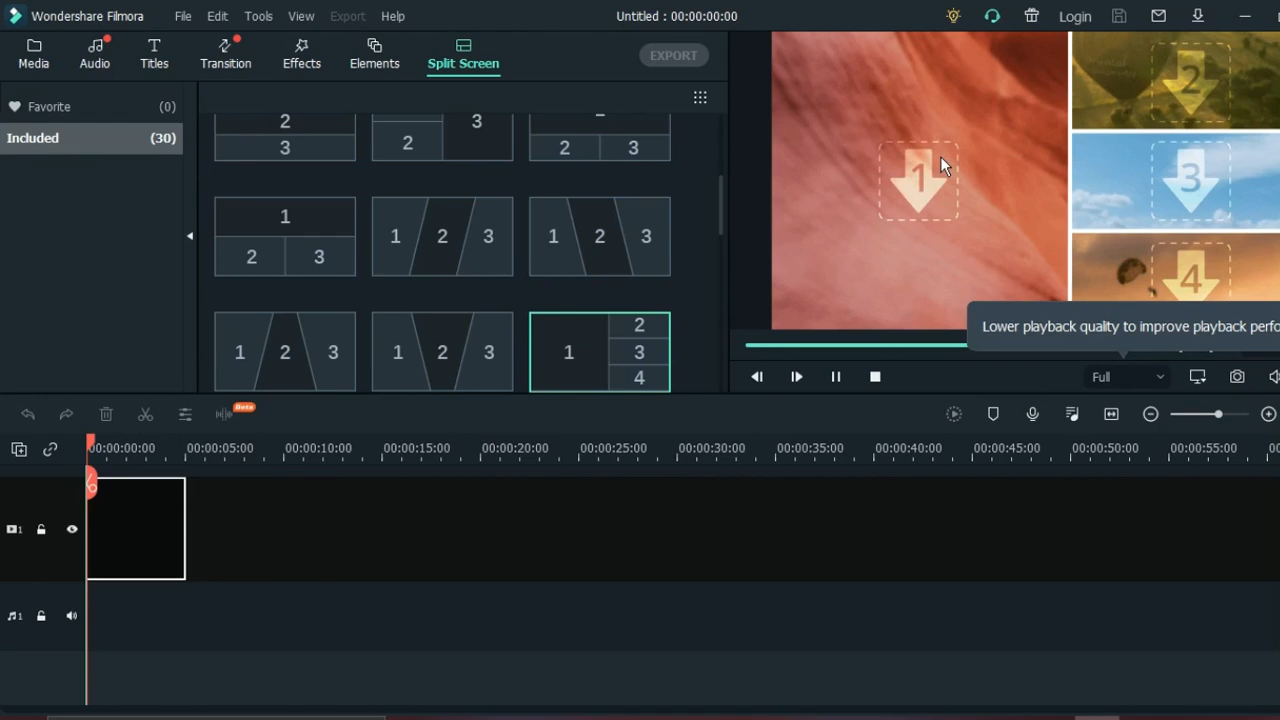 Wondershare Filmora File Edit Tools View Export Help Untitled : 00:00:00:00 Login
Media Audio Titles Transition Effects Elements Split Screen EXPORT
Favorite (0)
Included (30)
2 3
2 3
2 3
1 2 3
1 2 3
1 2 3
1 2 3
1 2 3
1 2 3 4
1
2
3
4
Lower playback quality to improve playback perfo
Full
Beta
00:00:00:00 00:00:05:00 00:00:10:00 00:00:15:00 00:00:20:00 00:00:25:00 00:00:30:00 00:00:35:00 00:00:40:00 00:00:45:00 00:00:50:00 00:00:55:00
1
1